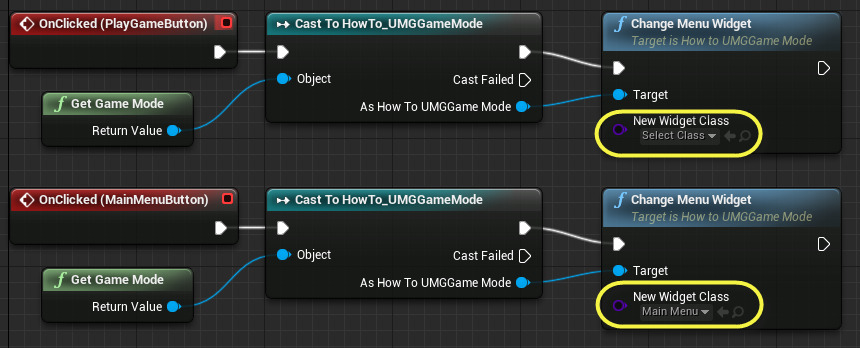 OnClicked (PlayGameButton)
Cast To HowTo_UMGGameMode
Change Menu Widget
Target is How to UMGGame Mode
Object
Cast Failed
Target
f Get Game Mode
Return Value
As How To UMGGame Mode
New Widget Class
Select Class
OnClicked (MainMenuButton)
Cast To HowTo_UMGGameMode
f Change Menu Widget
Target is How to UMGGame Mode
Object
Cast Failed
Target
f Get Game Mode
Return Value
As How To UMGGame Mode
New Widget Class
Main Menu